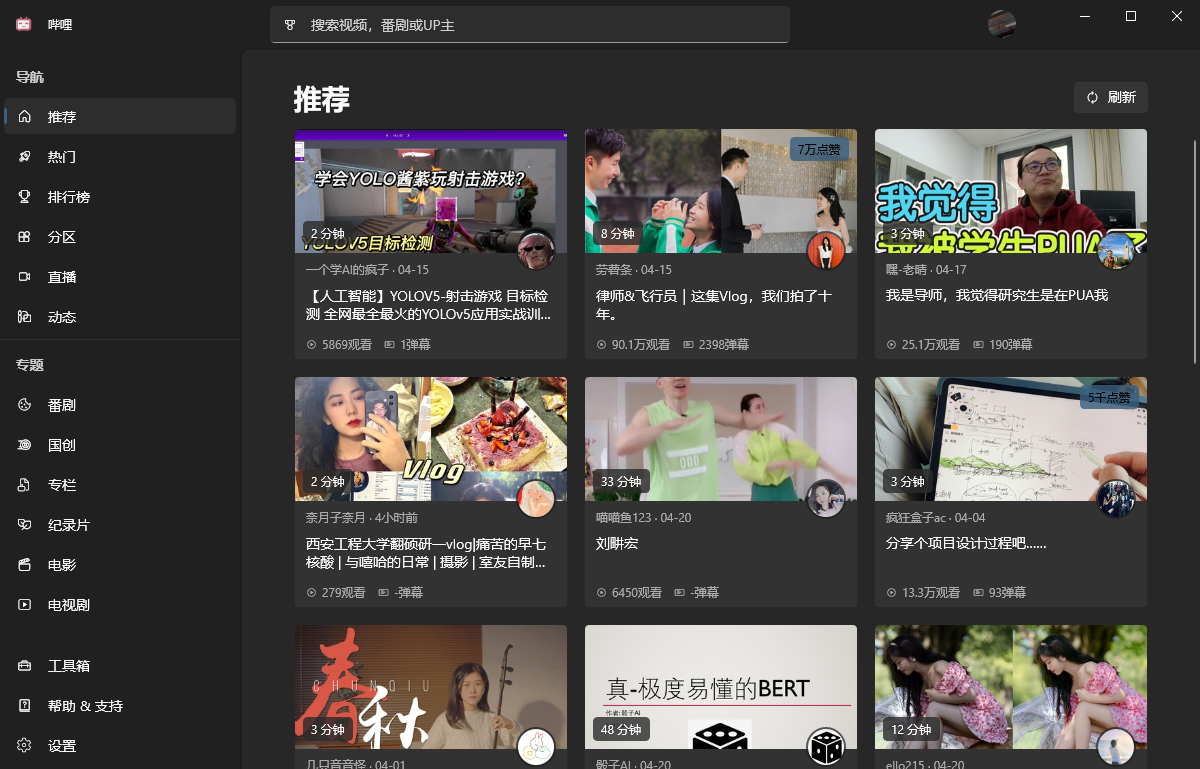 哔哩
搜索视频，番剧或UP主
导航
推荐
热门
排行榜
分区
直播
动态
专题
番剧
国创
专栏
纪录片
电影
电视剧
工具箱
帮助 & 支持
设置
推荐
刷新
学会YOLO酱紫玩射击游戏?
YOLOV5目标检测
2 分钟
一个学AI的疯子 · 04-15
【人工智能】YOLOV5-射击游戏 目标检
测 全网最全最火的YOLOv5应用实战训...
5869观看
1弹幕
7万点赞
8 分钟
劳蓉条 · 04-15
律师&飞行员｜这集Vlog，我们拍了十
年。
90.1万观看
2398弹幕
我觉得
我被学生PUA了
3 分钟
嘿-老晴 · 04-17
我是导师，我觉得研究生是在PUA我
25.1万观看
190弹幕
Vlog
2 分钟
奈月子奈月 · 4小时前
西安工程大学翻硕研一vlog|痛苦的早七
核酸 | 与嘻哈的日常 | 摄影 | 室友自制...
279观看
-弹幕
33 分钟
喵喵鱼123 · 04-20
刘畊宏
6450观看
-弹幕
5千点赞
3 分钟
疯狂盒子ac · 04-04
分享个项目设计过程吧......
13.3万观看
93弹幕
春
CHUNQIU
秋
3 分钟
几只音音怪 · 04-01
真-极度易懂的BERT
作者: 骰子AI
48 分钟
骰子AI · 04-20
12 分钟
ello215 · 04-20